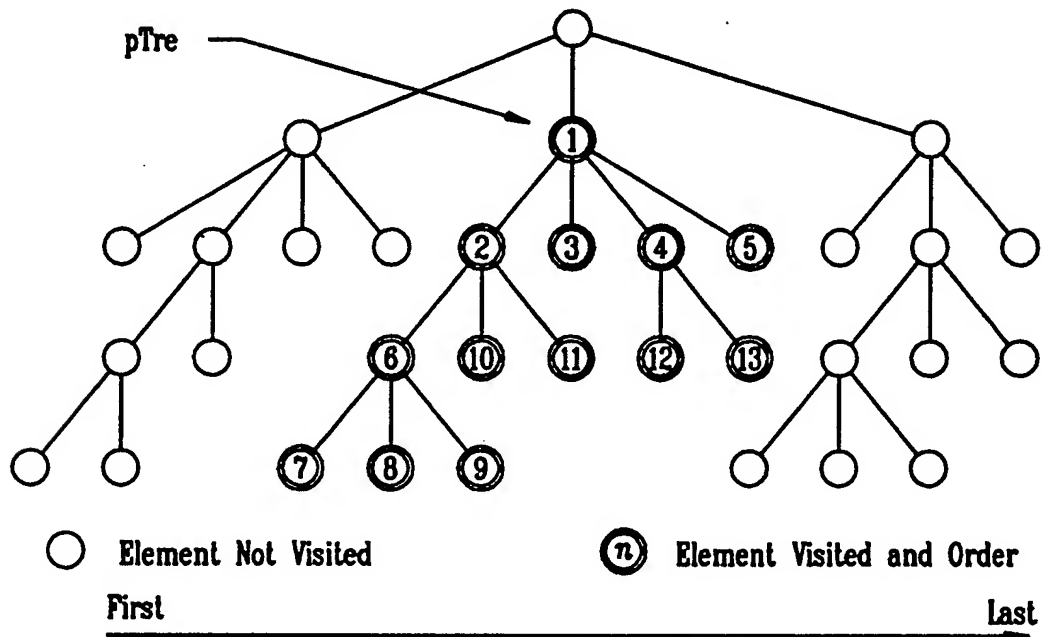 pTre
1
2 3 4 5
6 10 11 12 13
7 8 9
Element Not Visited
n Element Visited and Order
First Last